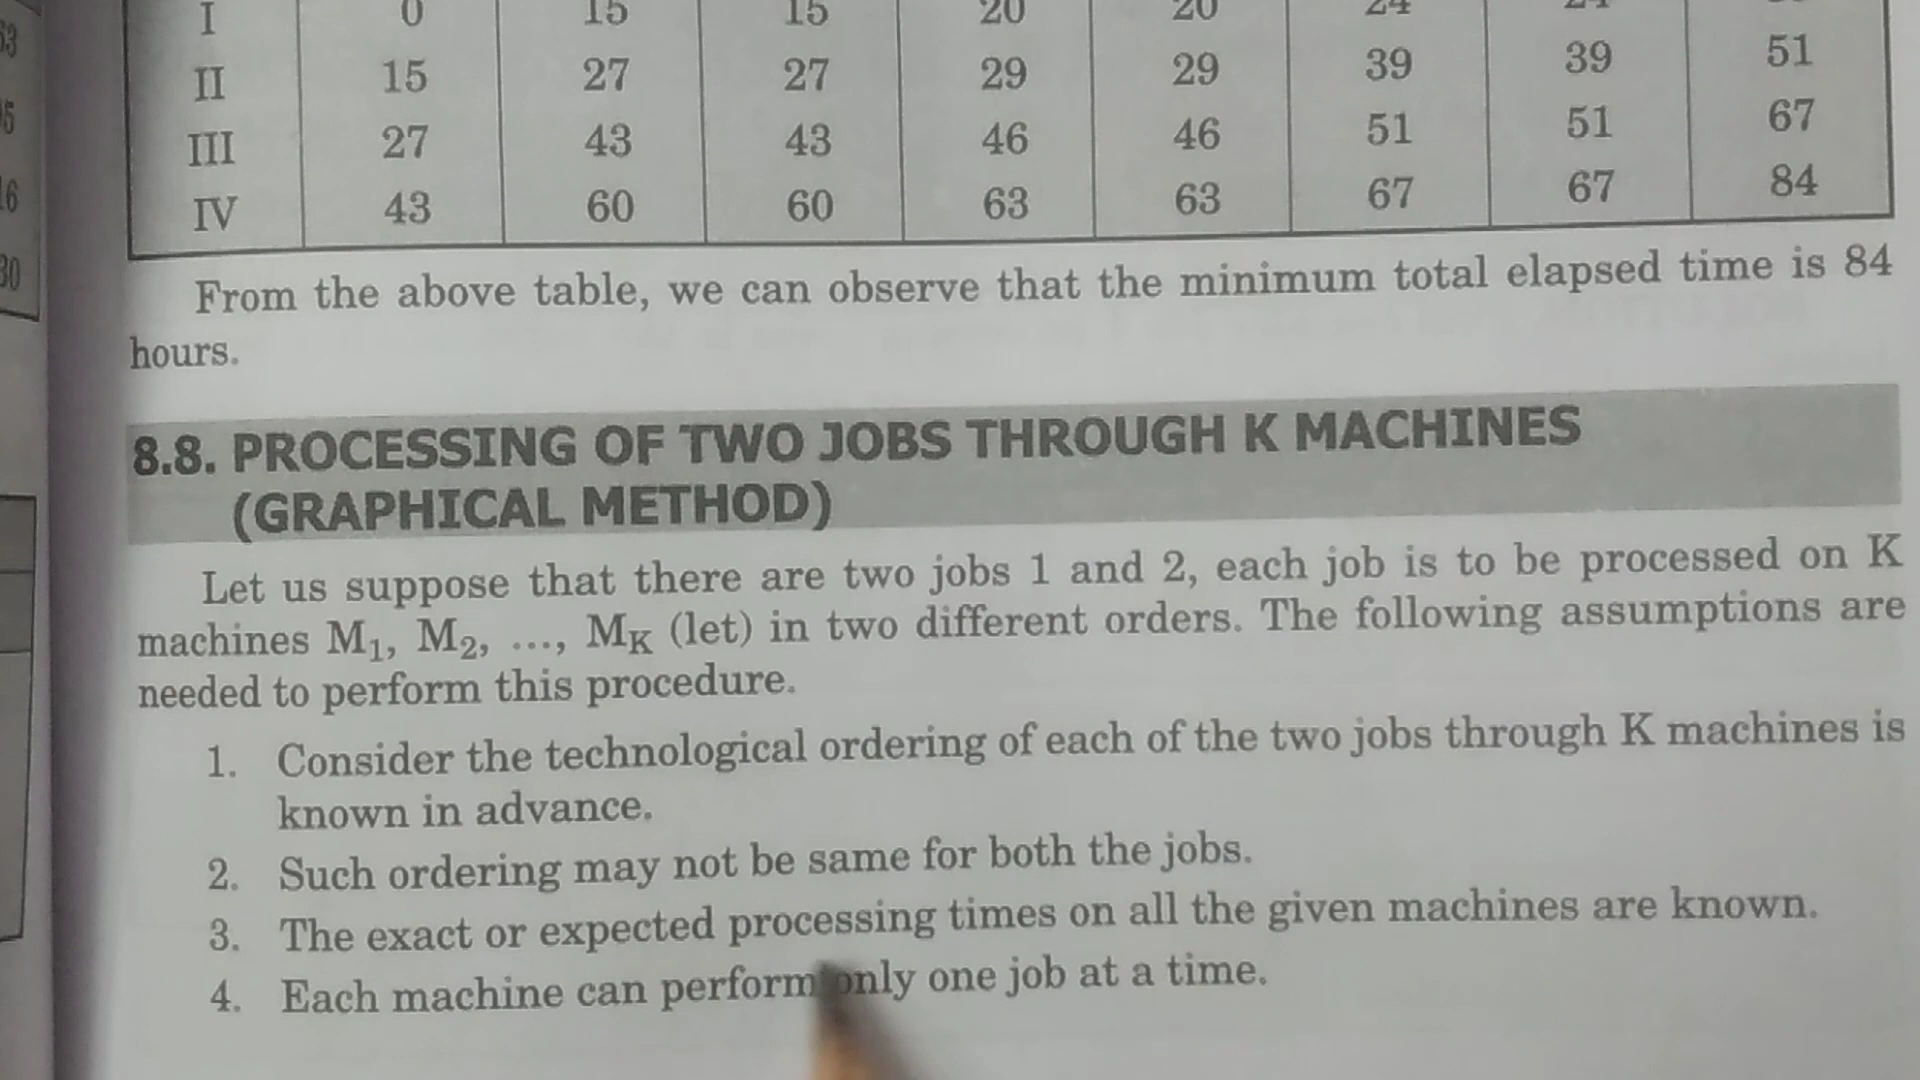 63
I 0 15 15 20 20 24
II 15 27 27 29 29 39 39 51
III 27 43 43 46 46 51 51 67
IV 43 60 60 63 63 67 67 84
From the above table, we can observe that the minimum total elapsed time is 84
hours.
8.8. PROCESSING OF TWO JOBS THROUGH K MACHINES
(GRAPHICAL METHOD)
Let us suppose that there are two jobs 1 and 2, each job is to be processed on K
machines M₁, M₂, ..., M_K (let) in two different orders. The following assumptions are
needed to perform this procedure.
1. Consider the technological ordering of each of the two jobs through K machines is
known in advance.
2. Such ordering may not be same for both the jobs.
3. The exact or expected processing times on all the given machines are known.
4. Each machine can perform only one job at a time.